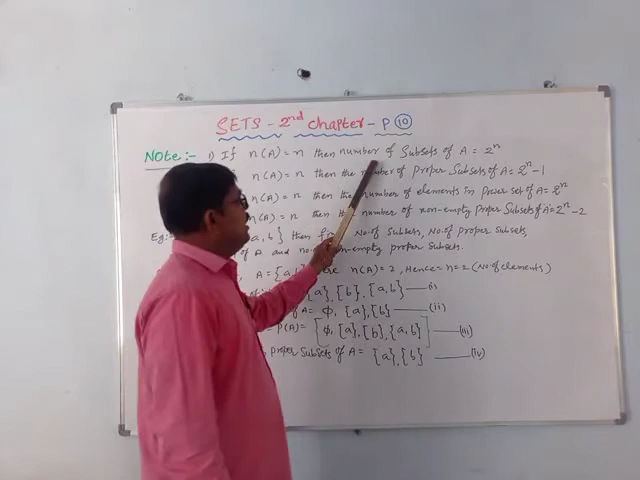 SETS - 2nd chapter - P 10
NOTE:- 1) If n(A) = n then number of Subsets of A = 2^n
n(A) = n then the number of proper Subsets of A = 2^n - 1
n(A) = n then the number of elements in power set of A = 2^n
n(A) = n then the number of non-empty proper Subsets of A = 2^n - 2
Eg:- a, b} then No. of Subsets, No. of proper Subsets,
of A and no. of non-empty proper Subsets.
A = {a, n(A) = 2, Hence n = 2 (No. of elements)
{a}, {b}, {a, b} — (i)
of A = φ, {a}, {b} — (ii)
= P(A) = [φ, {a}, {b}, {a, b}] — (iii)
proper Subsets of A = {a}, {b} — (iv)